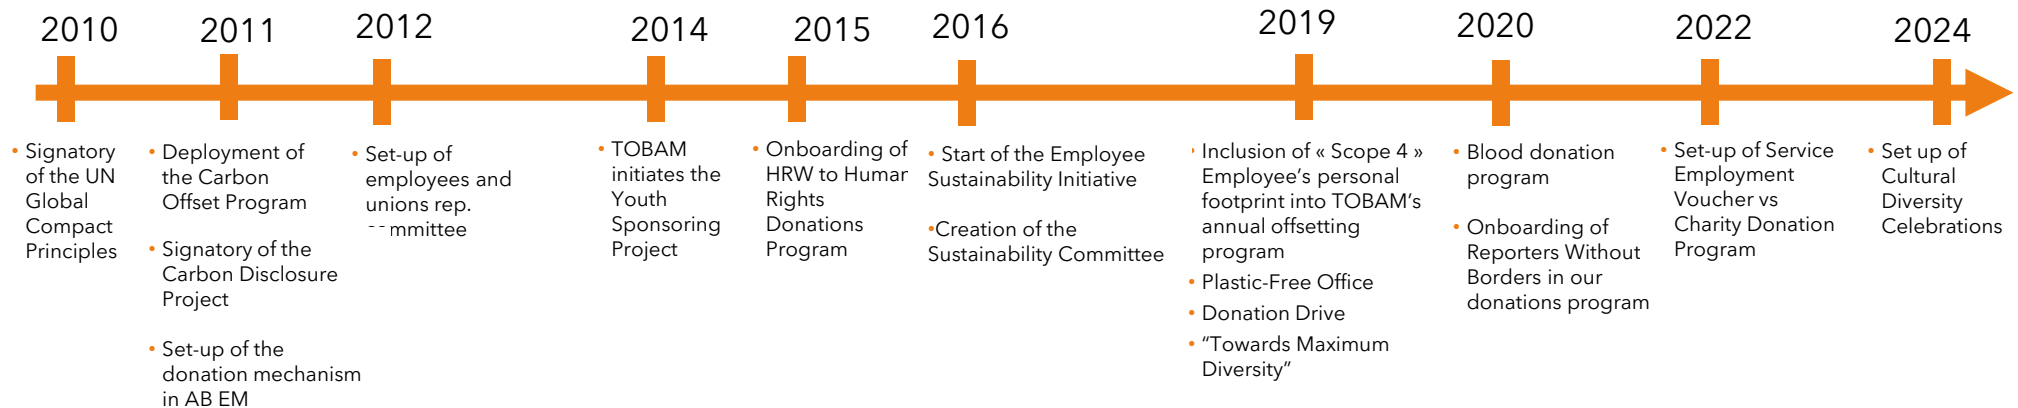 2010
2011
2012
2014
2015
2016
2019
2020
2022
2024
• Signatory
of the UN
Global
Compact
Principles
• Deployment of
the Carbon
Offset Program
• Signatory of the
Carbon Disclosure
Project
• Set-up of the
donation mechanism
in AB EM
• Set-up of
employees and
unions rep.
committee
• TOBAM
initiates the
Youth
Sponsoring
Project
• Onboarding of
HRW to Human
Rights
Donations
Program
• Start of the Employee
Sustainability Initiative
•Creation of the
Sustainability Committee
• Inclusion of « Scope 4 »
Employee’s personal
footprint into TOBAM’s
annual offsetting
program
• Plastic-Free Office
• Donation Drive
• “Towards Maximum
Diversity”
• Blood donation
program
• Onboarding of
Reporters Without
Borders in our
donations program
• Set-up of Service
Employment
Voucher vs
Charity Donation
Program
• Set up of
Cultural
Diversity
Celebrations